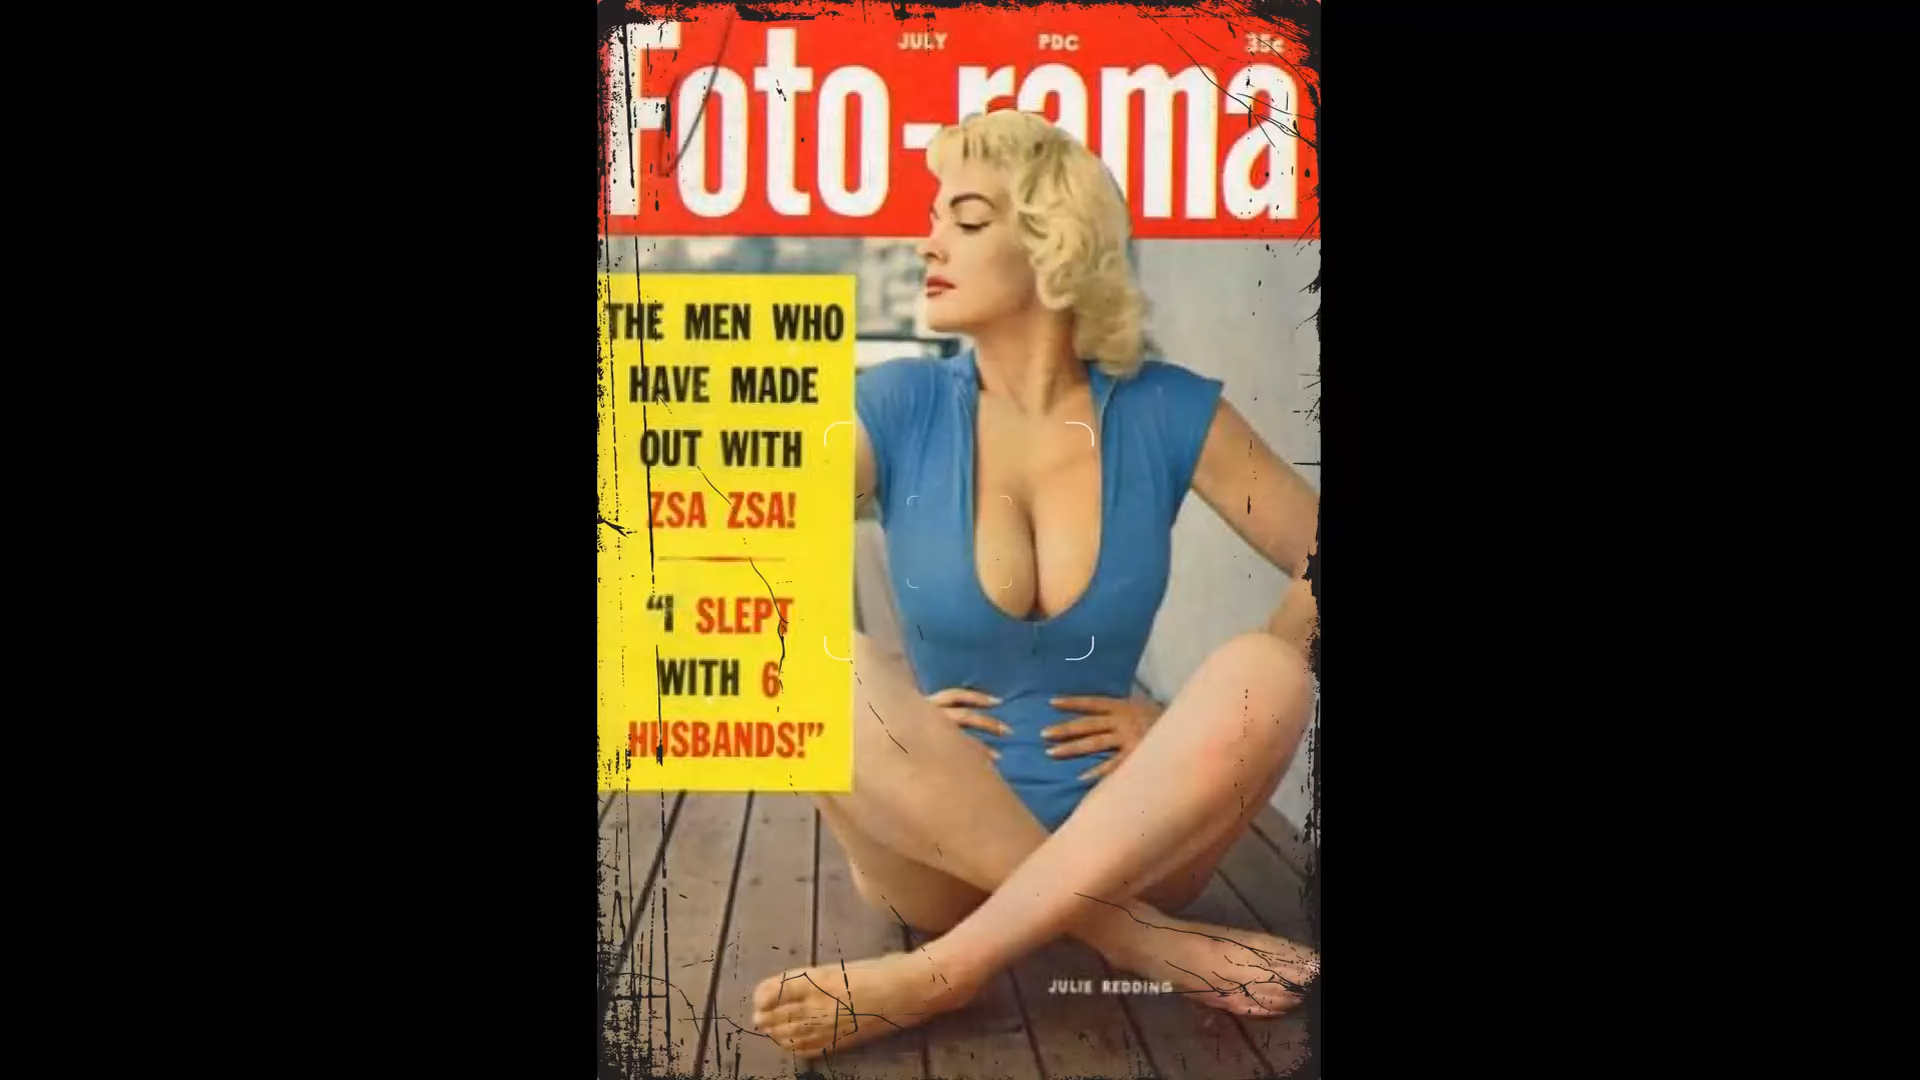 JULY PDC 35¢
Foto-rama
THE MEN WHO
HAVE MADE
OUT WITH
ZSA ZSA!
“I SLEPT
WITH 6
HUSBANDS!”
JULIE REDDING